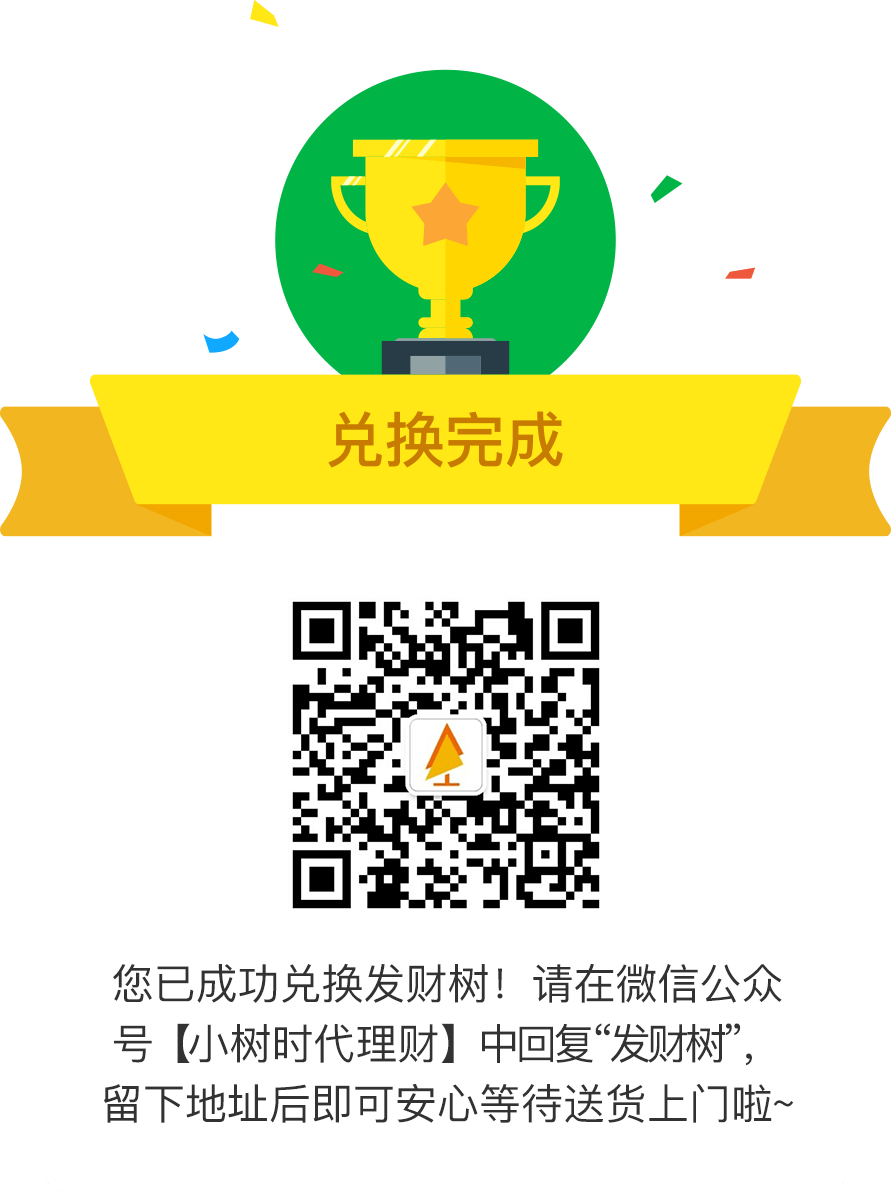 兑换完成
您已成功兑换发财树！请在微信公众
号【小树时代理财】中回复“发财树”，
留下地址后即可安心等待送货上门啦~